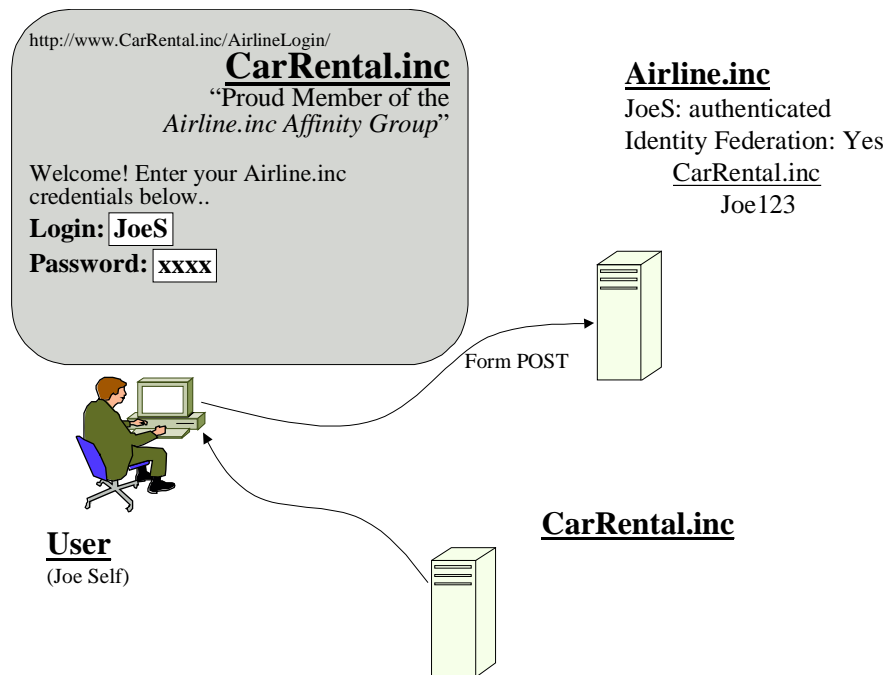 http://www.CarRental.inc/AirlineLogin/
CarRental.inc
“Proud Member of the
Airline.inc Affinity Group”
Welcome! Enter your Airline.inc
credentials below..
Login: JoeS
Password: xxxx
Airline.inc
JoeS: authenticated
Identity Federation: Yes
CarRental.inc
Joe123
Form POST
CarRental.inc
User
(Joe Self)